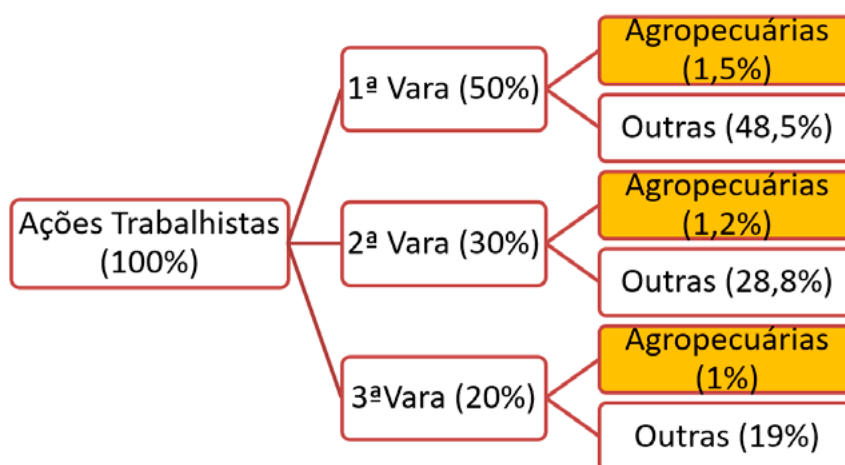 Ações Trabalhistas
(100%)
1ª Vara (50%)
Agropecuárias
(1,5%)
Outras (48,5%)
2ª Vara (30%)
Agropecuárias
(1,2%)
Outras (28,8%)
3ªVara (20%)
Agropecuárias
(1%)
Outras (19%)